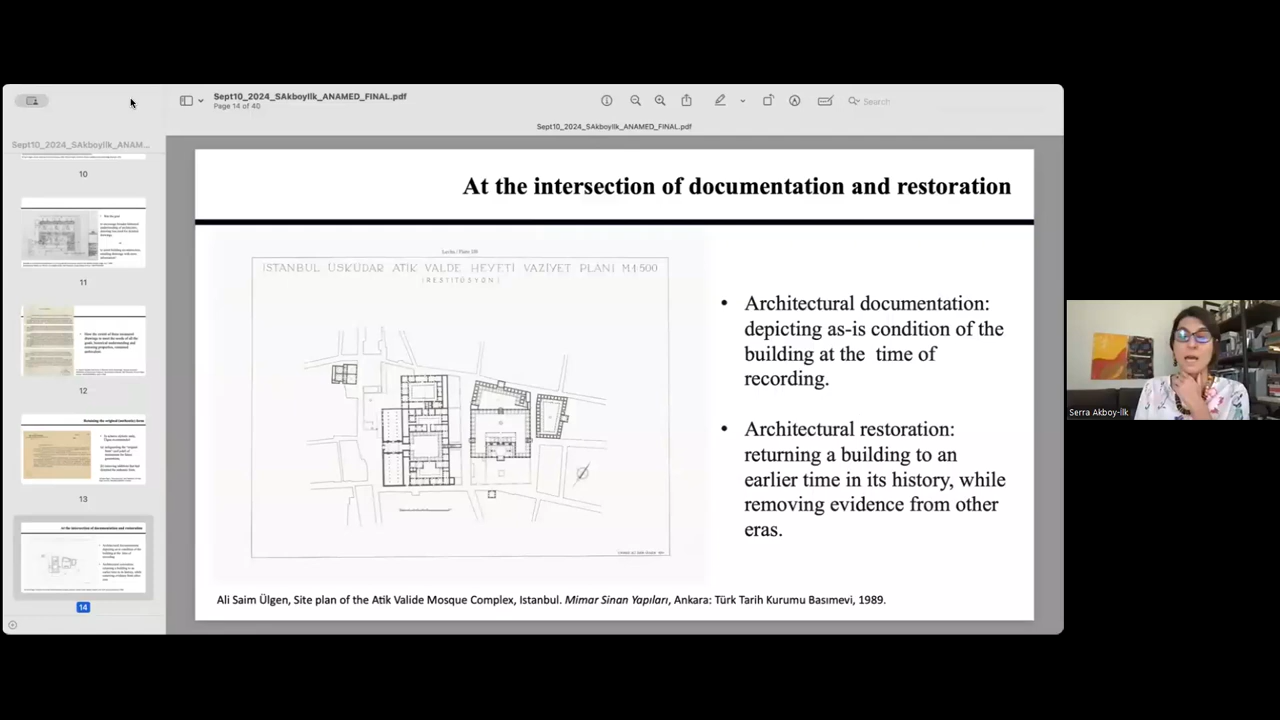 Sept10_2024_SAkboyIlk_ANAMED_FINAL.pdf
Page 14 of 40
Search
Sept10_2024_SAkboyIlk_ANAM...
Sept10_2024_SAkboyIlk_ANAMED_FINAL.pdf
10
11
12
13
14
At the intersection of documentation and restoration
ISTANBUL ÜSKÜDAR ATİK VALDE HEYETİ VAZİYET PLANI M:1:500
(RESTİTÜSYON)
• Architectural documentation:
depicting as-is condition of the
building at the time of
recording.
• Architectural restoration:
returning a building to an
earlier time in its history, while
removing evidence from other
eras.
Ali Saim Ülgen, Site plan of the Atik Valide Mosque Complex, Istanbul. Mimar Sinan Yapıları, Ankara: Türk Tarih Kurumu Basımevi, 1989.
Serra Akboy-İlk